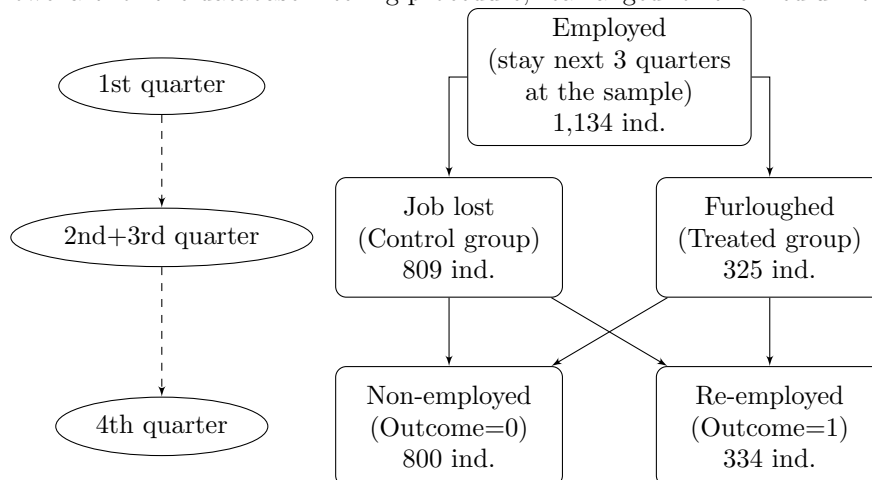 Employed
(stay next 3 quarters
at the sample)
1,134 ind.
1st quarter
Job lost
(Control group)
809 ind.
Furloughed
(Treated group)
325 ind.
2nd+3rd quarter
Non-employed
(Outcome=0)
800 ind.
Re-employed
(Outcome=1)
334 ind.
4th quarter